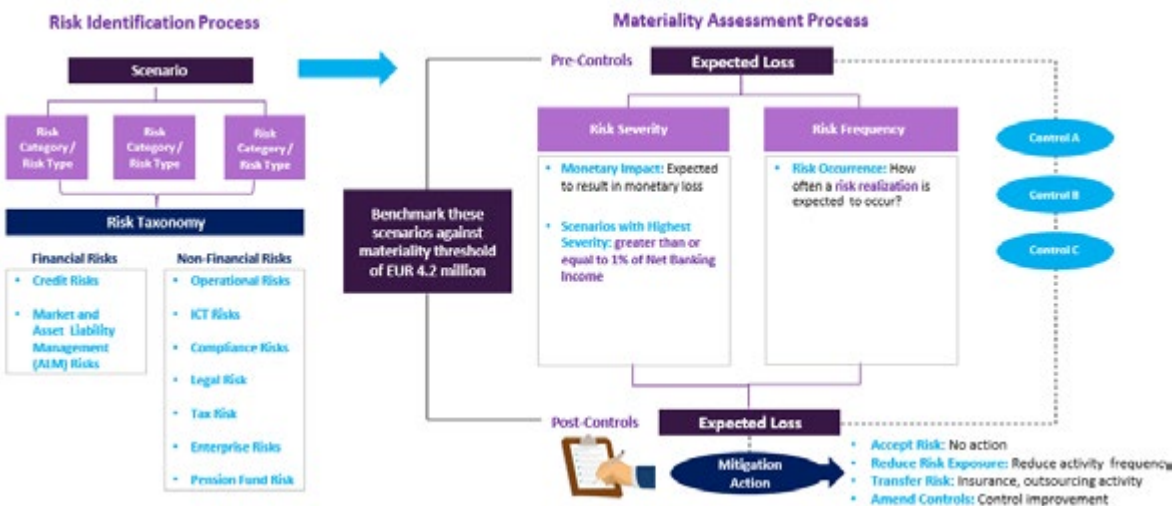 Risk Identification Process
Scenario
Risk
Category /
Risk Type
Risk
Category /
Risk Type
Risk
Category /
Risk Type
Risk Taxonomy
Financial Risks
• Credit Risks
• Market and
Asset Liability
Management
(ALM) Risks
Non-Financial Risks
• Operational Risks
• ICT Risks
• Compliance Risks
• Legal Risk
• Tax Risk
• Enterprise Risks
• Pension Fund Risk
Materiality Assessment Process
Pre-Controls
Expected Loss
Benchmark these
scenarios against
materiality threshold
of EUR 4.2 million
Risk Severity
• Monetary Impact: Expected
to result in monetary loss
• Scenarios with Highest
Severity: greater than or
equal to 1% of Net Banking
Income
Risk Frequency
• Risk Occurrence: How
often a risk realization is
expected to occur?
Control A
Control B
Control C
Post-Controls
Expected Loss
Mitigation
Action
• Accept Risk: No action
• Reduce Risk Exposure: Reduce activity frequency
• Transfer Risk: Insurance, outsourcing activity
• Amend Controls: Control improvement